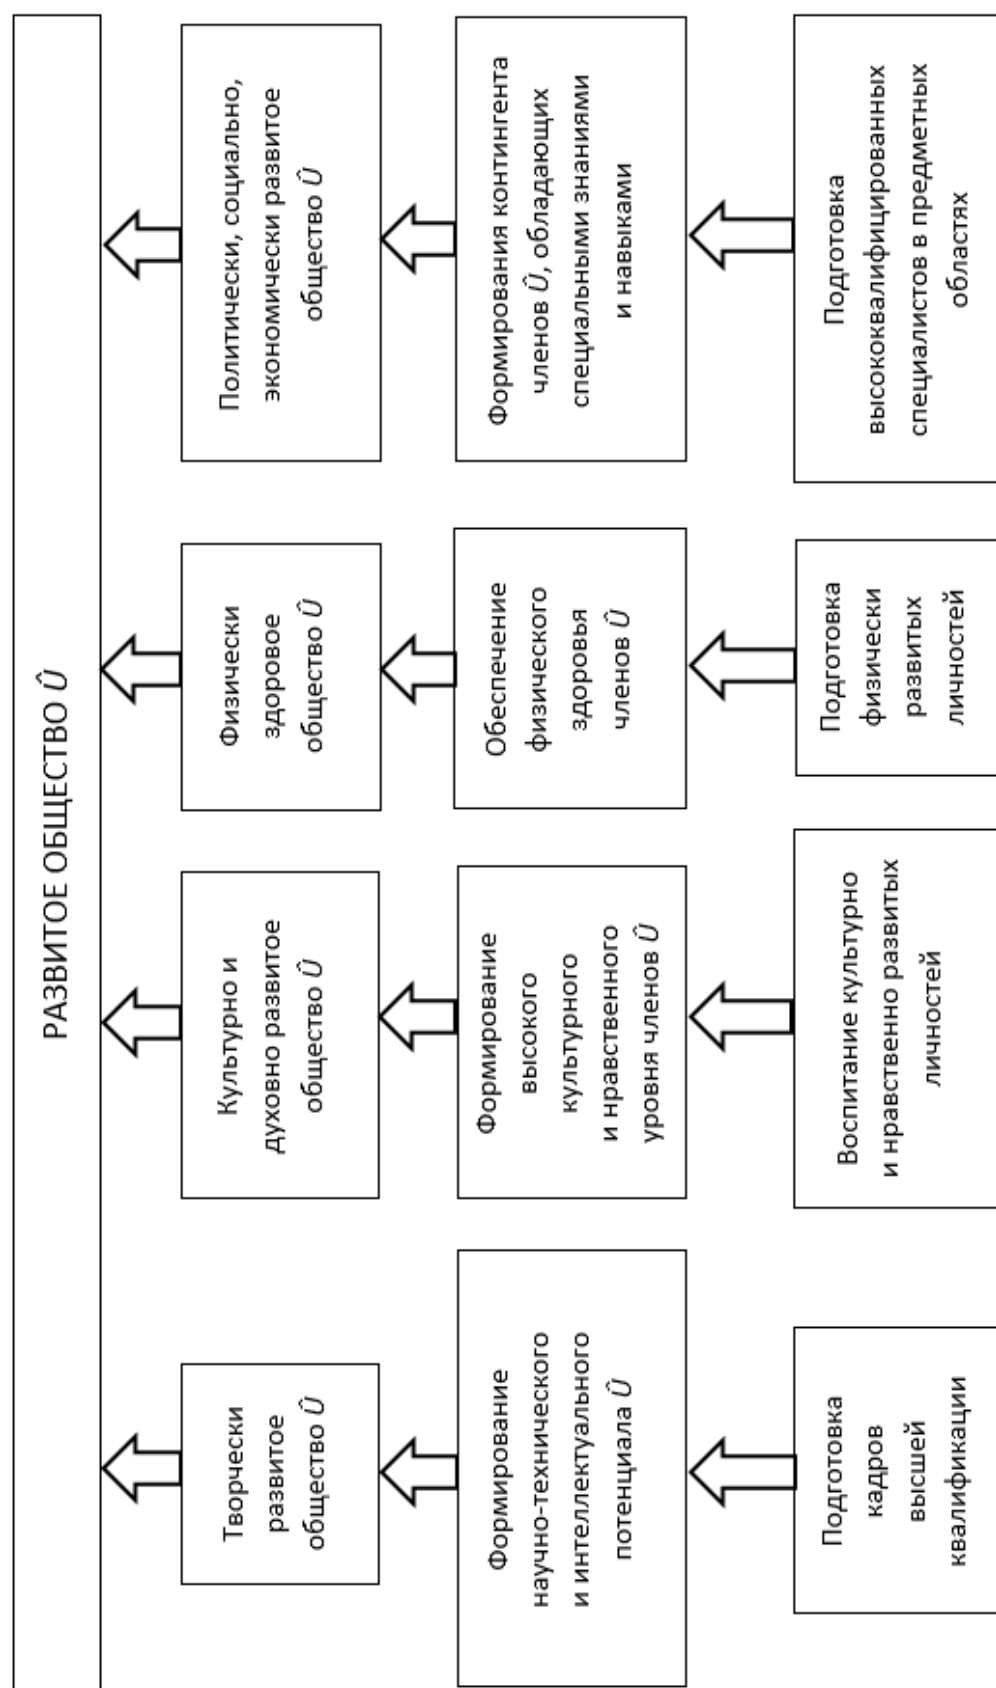 РАЗВИТОЕ ОБЩЕСТВО Û
Творчески
развитое
общество Û
Культурно и
духовно развитое
общество Û
Физически
здоровое
общество Û
Политически, социально,
экономически развитое
общество Û
Формирование
научно-технического
и интеллектуального
потенциала Û
Формирование
высокого
культурного
и нравственного
уровня членов Û
Обеспечение
физического
здоровья
членов Û
Формирования контингента
членов Û, обладающих
специальными знаниями
и навыками
Подготовка
кадров
высшей
квалификации
Воспитание культурно
и нравственно развитых
личностей
Подготовка
физически
развитых
личностей
Подготовка
высококвалифицированных
специалистов в предметных
областях